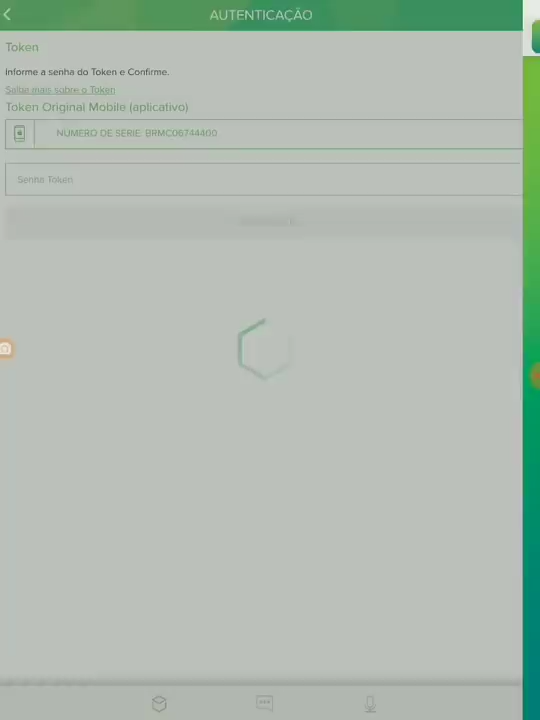 AUTENTICAÇÃO
Token
Informe a senha do Token e Confirme.
Saiba mais sobre o Token
Token Original Mobile (aplicativo)
NÚMERO DE SÉRIE: BRMC06744400
Senha Token